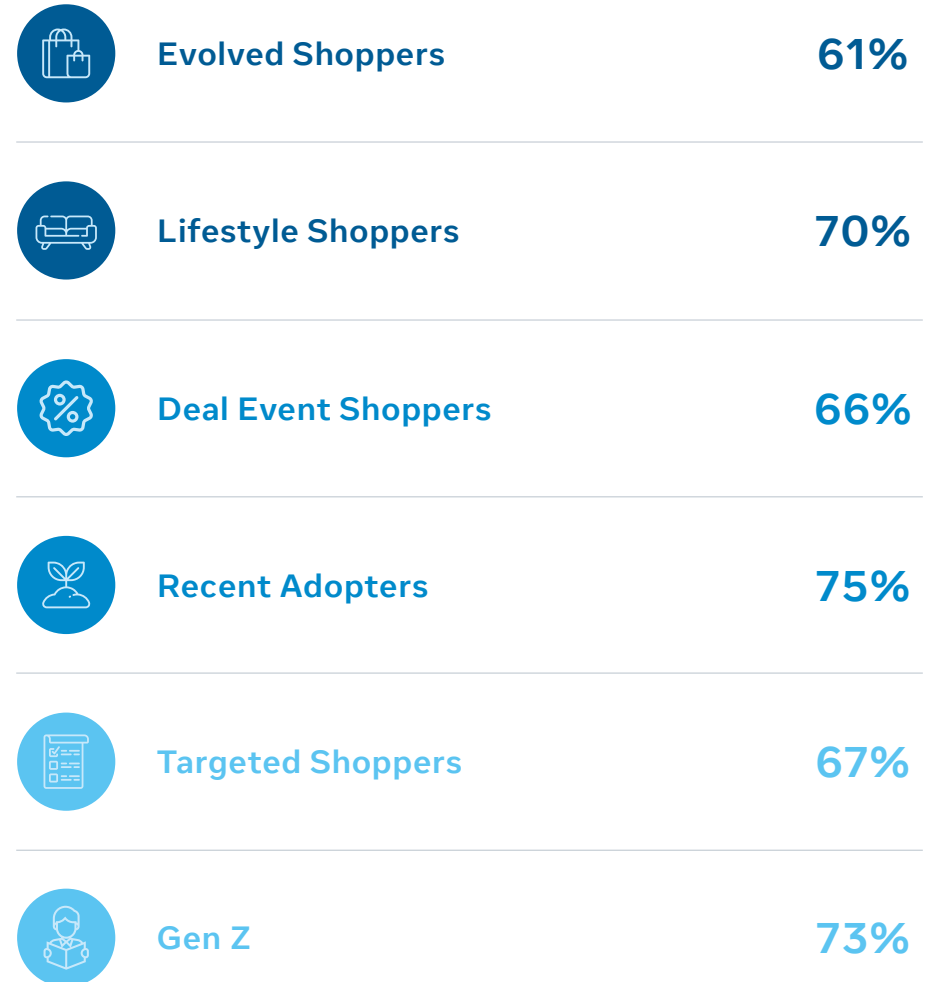 Evolved Shoppers 61%
Lifestyle Shoppers 70%
Deal Event Shoppers 66%
Recent Adopters 75%
Targeted Shoppers 67%
Gen Z 73%